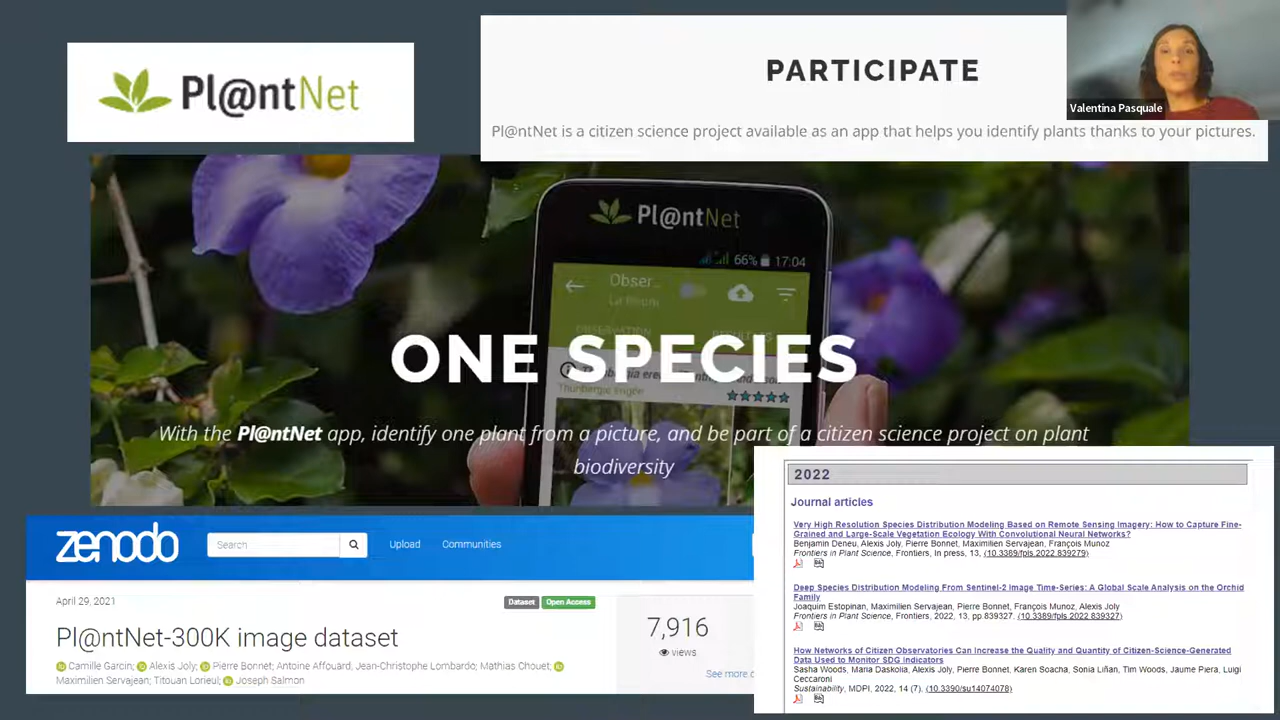 Pl@ntNet
PARTICIPATE
Valentina Pasquale
Pl@ntNet is a citizen science project available as an app that helps you identify plants thanks to your pictures.
Pl@ntNet
66% 17:04
Obser...
ONE SPECIES
With the Pl@ntNet app, identify one plant from a picture, and be part of a citizen science project on plant
biodiversity
zenodo
Search
Upload
Communities
April 29, 2021
Dataset
Open Access
Pl@ntNet-300K image dataset
Camille Garcin; Alexis Joly; Pierre Bonnet; Antoine Affouard, Jean-Christophe Lombardo; Mathias Chouet;
Maximilien Servajean; Titouan Lorieul; Joseph Salmon
7,916
views
2022
Journal articles
Very High Resolution Species Distribution Modeling Based on Remote Sensing Imagery: How to Capture Fine-
Grained and Large-Scale Vegetation Ecology With Convolutional Neural Networks?
Benjamin Deneu, Alexis Joly, Pierre Bonnet, Maximilien Servajean, François Munoz
Frontiers in Plant Science, Frontiers, In press, 13, (10.3389/fpls.2022.839279)
Deep Species Distribution Modeling From Sentinel-2 Image Time-Series: A Global Scale Analysis on the Orchid
Family
Joaquim Estopinan, Maximilien Servajean, Pierre Bonnet, François Munoz, Alexis Joly
Frontiers in Plant Science, Frontiers, 2022, 13, pp.839327. (10.3389/fpls.2022.839327)
How Networks of Citizen Observatories Can Increase the Quality and Quantity of Citizen-Science-Generated
Data Used to Monitor SDG Indicators
Sasha Woods, Maria Daskolia, Alexis Joly, Pierre Bonnet, Karen Soacha, Sonia Liñan, Tim Woods, Jaume Piera, Luigi
Ceccaroni
Sustainability, MDPI, 2022, 14 (7). (10.3390/su14074078)